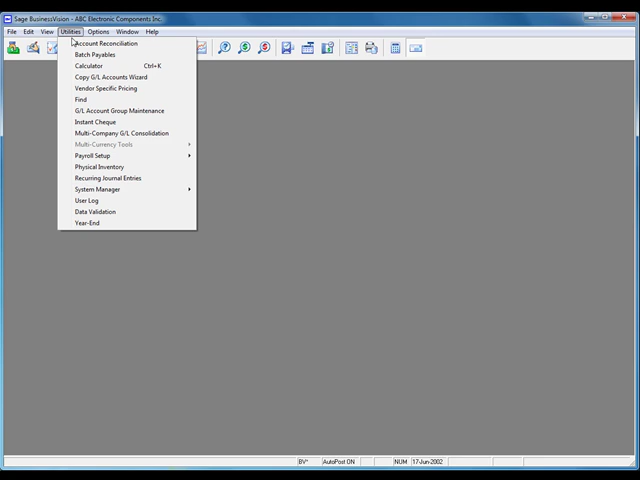 Sage BusinessVision - ABC Electronic Components Inc.
File Edit View Utilities Options Window Help
Account Reconciliation
Batch Payables
Calculator Ctrl+K
Copy G/L Accounts Wizard
Vendor Specific Pricing
Find
G/L Account Group Maintenance
Instant Cheque
Multi-Company G/L Consolidation
Multi-Currency Tools
Payroll Setup
Physical Inventory
Recurring Journal Entries
System Manager
User Log
Data Validation
Year-End
BV* AutoPost ON NUM 17-Jun-2002